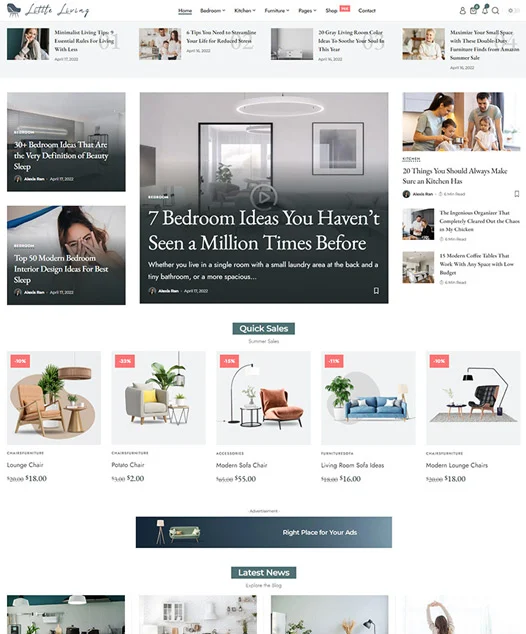 Little Living
Home
Bedroom
Kitchen
Furniture
Pages
Shop
Contact
Minimalist Living Tips: 9
Essential Rules For Living
With Less
April 17, 2022
01
6 Tips You Need to Streamline
Your Life for Reduced Stress
April 16, 2022
02
20 Gray Living Room Color
Ideas To Soothe Your Soul In
This Year
April 16, 2022
03
Maximize Your Small Space
with These Double-Duty
Furniture Finds from Amazon
Summer Sale
April 16, 2022
04
BEDROOM
30+ Bedroom Ideas That Are
the Very Definition of Beauty
Sleep
Alexis Ren - April 17, 2022
Top 50 Modern Bedroom
Interior Design Ideas For Best
Sleep
Alexis Ren - April 17, 2022
BEDROOM
7 Bedroom Ideas You Haven't
Seen a Million Times Before
Whether you live in a single room with a small laundry area at the back and a
tiny bathroom, or a more spacious...
Alexis Ren - April 17, 2022
KITCHEN
20 Things You Should Always Make
Sure an Kitchen Has
Alexis Ren - 6 Min Read
The Ingenious Organizer That
Completely Cleared Out the Chaos
in My Chicken
6 Min Read
15 Modern Coffee Tables That
Work With Any Space with Low
Budget
6 Min Read
Quick Sales
Summer Sales
-10%
CHAIRSFURNITURE
Lounge Chair
$20.00 $18.00
-33%
CHAIRSFURNITURE
Potato Chair
$3.00 $2.00
-15%
ACCESSORIES
Modern Sofa Chair
$65.00 $55.00
-11%
FURNITURESOFA
Living Room Sofa Ideas
$18.00 $16.00
-10%
CHAIRSFURNITURE
Modern Lounge Chairs
$20.00 $18.00
- Advertisement -
Right Place for Your Ads
Latest News
Explore the Blog